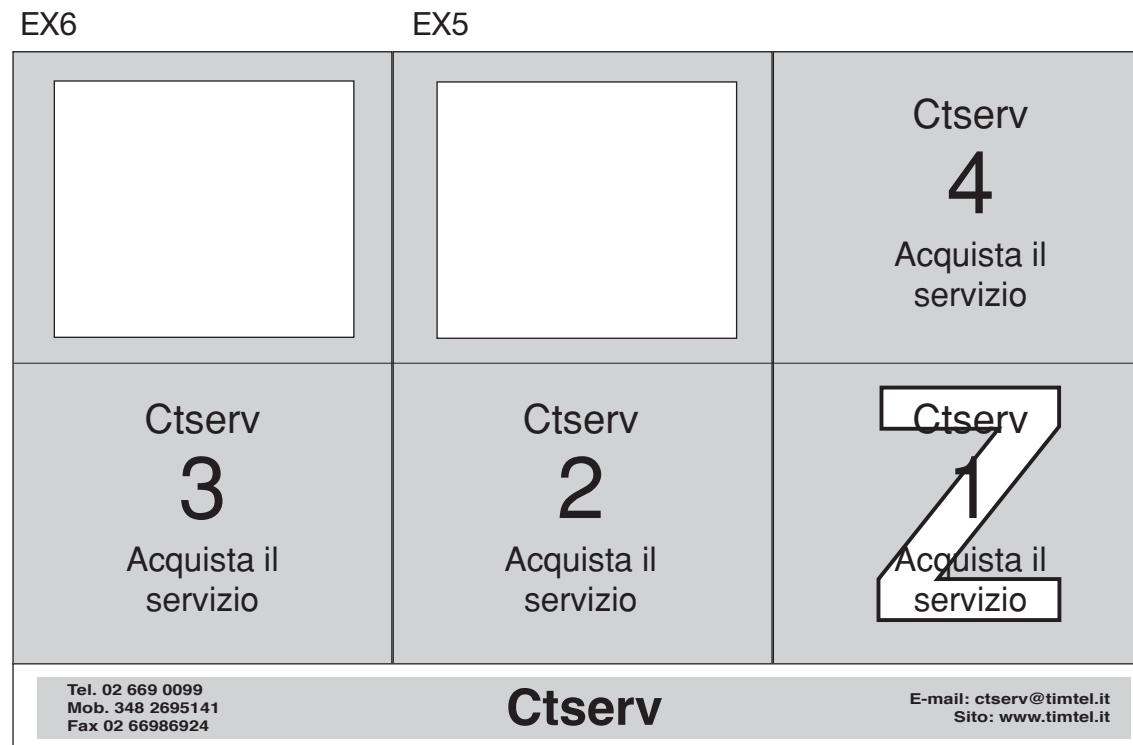 EX6
EX5
Ctserv
4
Acquista il
servizio
Ctserv
3
Acquista il
servizio
Ctserv
2
Acquista il
servizio
Z
Ctserv
1
Acquista il
servizio
Tel. 02 669 0099
Mob. 348 2695141
Fax 02 66986924
Ctserv
E-mail: ctserv@timtel.it
Sito: www.timtel.it